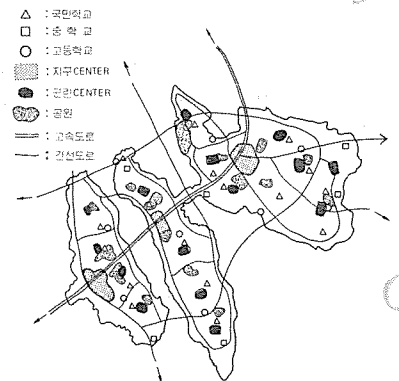 △ : 국민학교
□ : 중 학 교
○ : 고등학교
: 지구CENTER
: 근린CENTER
: 공원
: 고속도로
: 간선도로